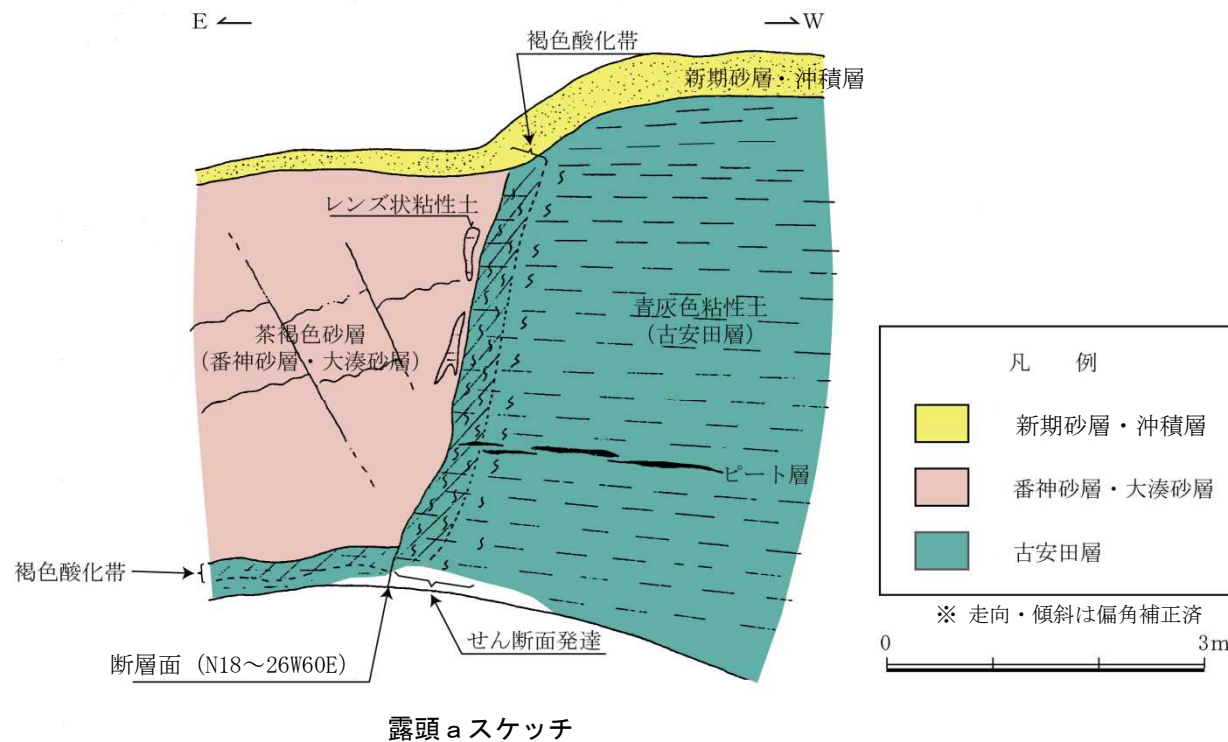 E
W
褐色酸化帯
新期砂層・沖積層
レンズ状粘性土
青灰色粘性土
(古安田層)
茶褐色砂層
(番神砂層・大湊砂層)
ピート層
褐色酸化帯
せん断面発達
断層面 (N18～26W60E)
凡 例
新期砂層・沖積層
番神砂層・大湊砂層
古安田層
※ 走向・傾斜は偏角補正済
0 3m
露頭aスケッチ